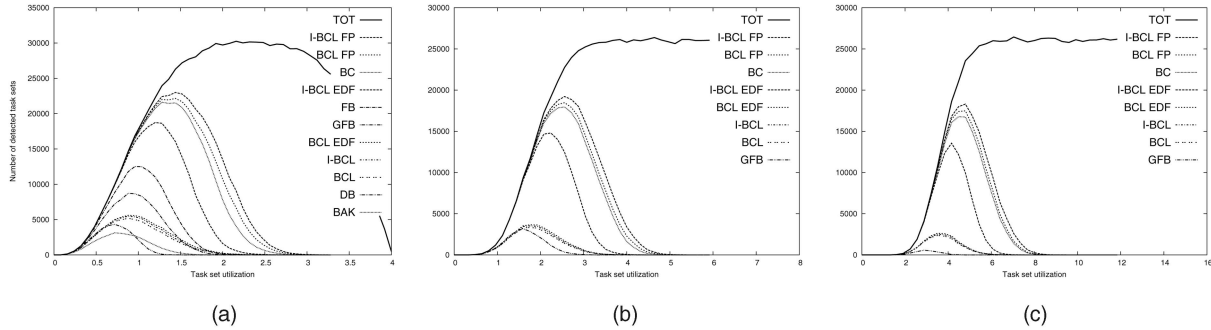 35000
30000
25000
20000
15000
10000
5000
0
Number of detected task sets
0 0.5 1 1.5 2 2.5 3 3.5 4
Task set utilization
TOT
I-BCL FP
BCL FP
BC
I-BCL EDF
FB
GFB
BCL EDF
I-BCL
BCL
DB
BAK
(a)
30000
25000
20000
15000
10000
5000
0
0 1 2 3 4 5 6 7 8
Task set utilization
TOT
I-BCL FP
BCL FP
BC
I-BCL EDF
BCL EDF
I-BCL
BCL
GFB
(b)
30000
25000
20000
15000
10000
5000
0
0 2 4 6 8 10 12 14 16
Task set utilization
TOT
I-BCL FP
BCL FP
BC
I-BCL EDF
BCL EDF
I-BCL
BCL
GFB
(c)